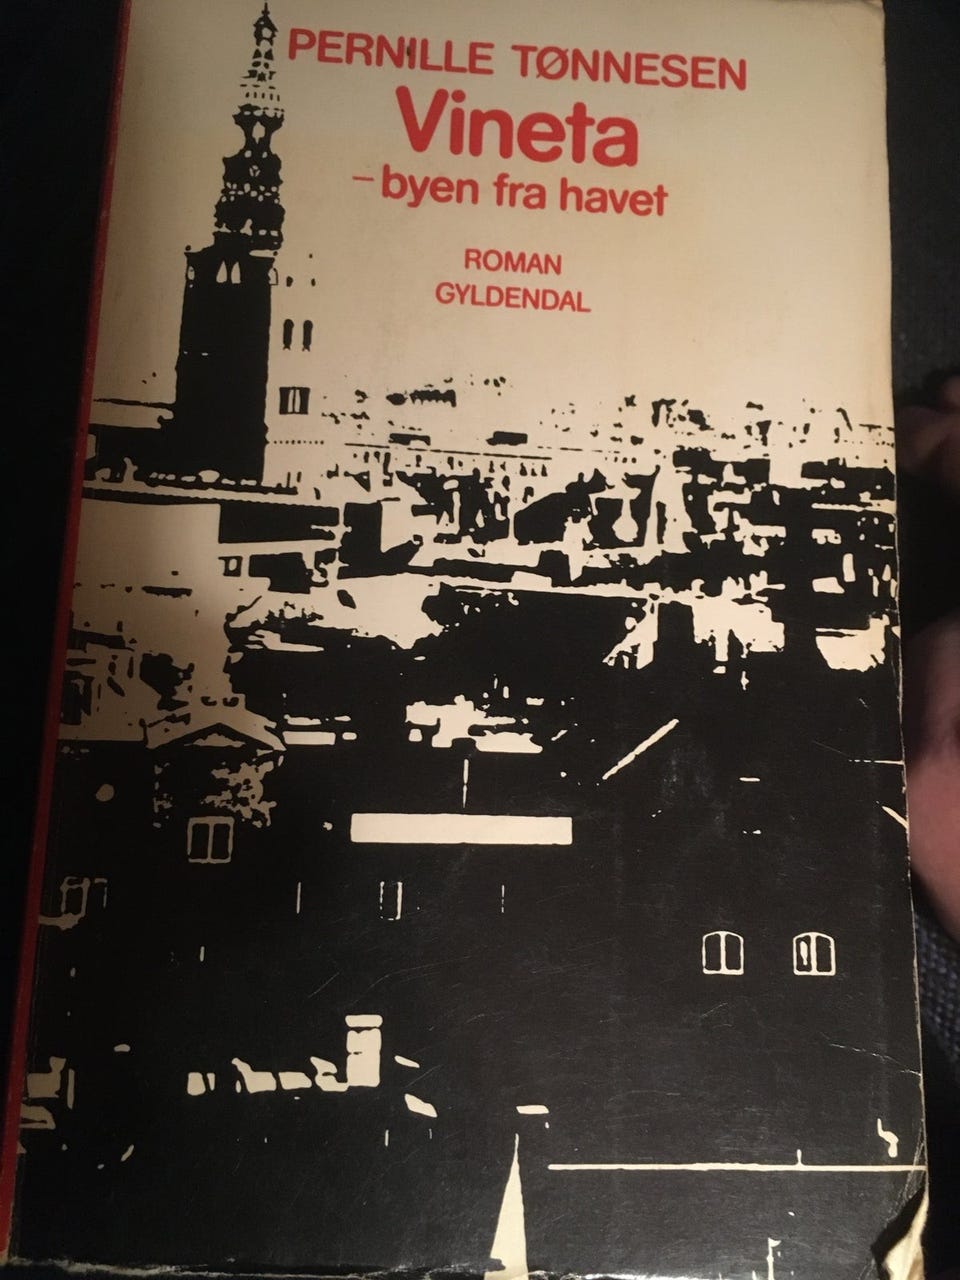 PERNILLE TØNNESEN
Vineta
– byen fra havet
ROMAN
GYLDENDAL